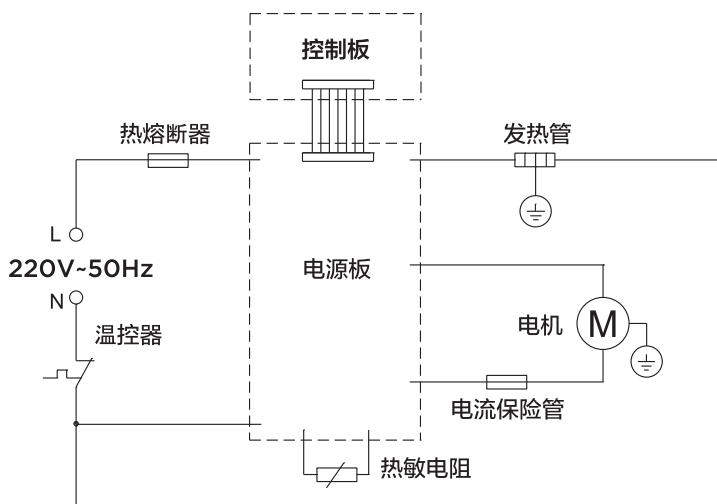 控制板
热熔断器
发热管
L
220V~50Hz
电源板
N
电机
M
温控器
电流保险管
热敏电阻